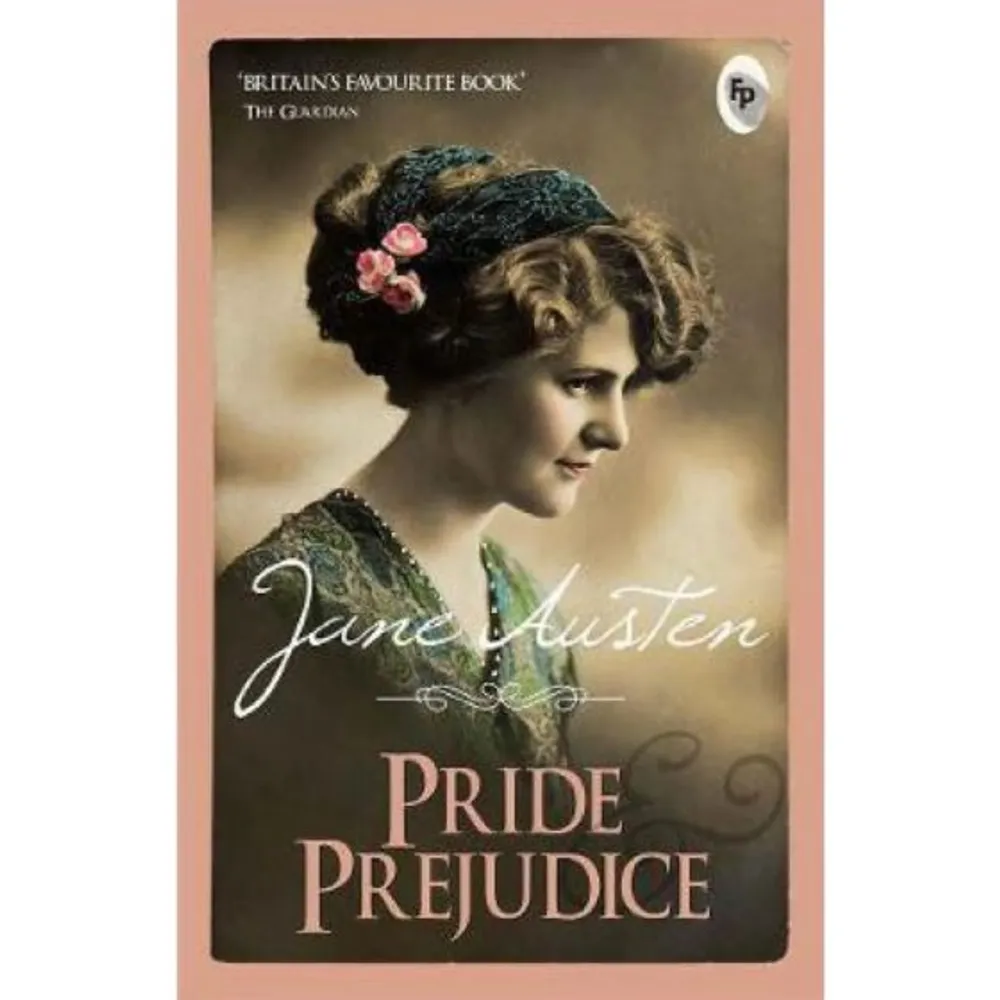 'BRITAIN'S FAVOURITE BOOK'
THE GUARDIAN
Fp
Jane Austen
PRIDE
&
PREJUDICE